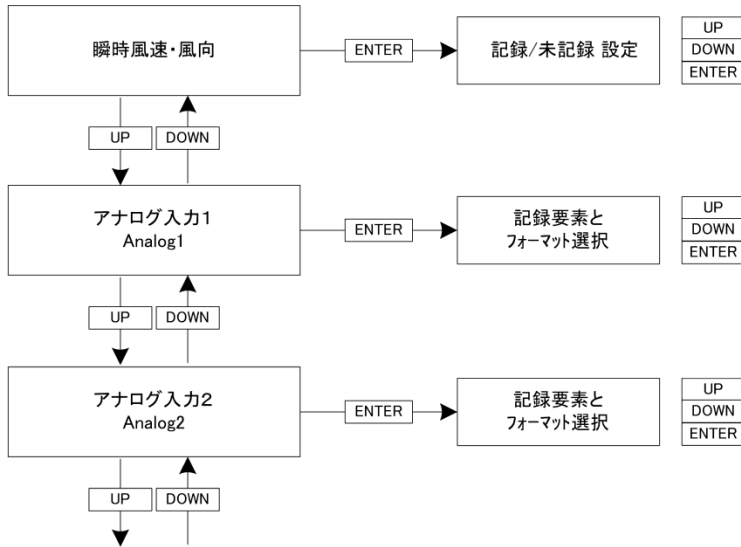 瞬時風速・風向
ENTER
記録/未記録 設定
UP
DOWN
ENTER
UP
DOWN
アナログ入力1
Analog1
ENTER
記録要素と
フォーマット選択
UP
DOWN
ENTER
UP
DOWN
アナログ入力2
Analog2
ENTER
記録要素と
フォーマット選択
UP
DOWN
ENTER
UP
DOWN